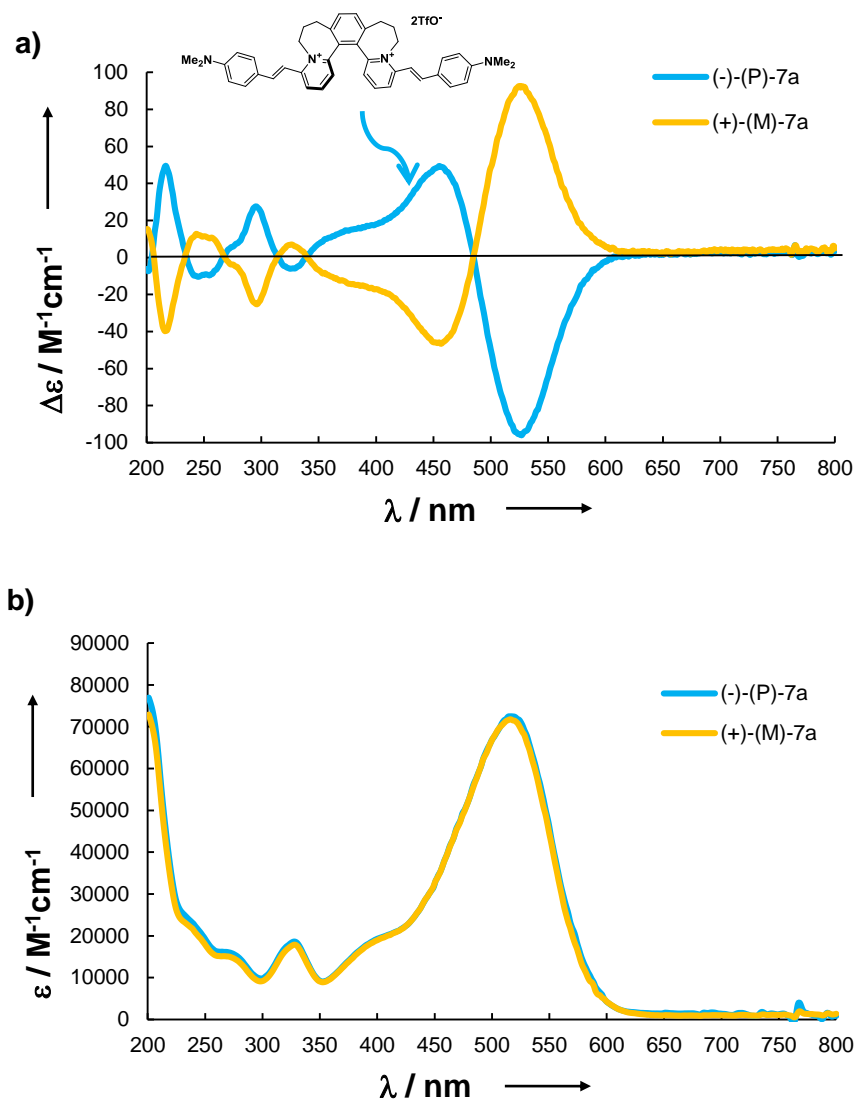 2TfO-
a)
NMe2
N+
N+
NMe2
(-)-(P)-7a
(+)-(M)-7a
100
80
60
40
20
0
-20
-40
-60
-80
-100
Δε / M-1cm-1
200 250 300 350 400 450 500 550 600 650 700 750 800
λ / nm
b)
90000
80000
70000
60000
50000
40000
30000
20000
10000
0
(-)-(P)-7a
(+)-(M)-7a
ε / M-1cm-1
200 250 300 350 400 450 500 550 600 650 700 750 800
λ / nm